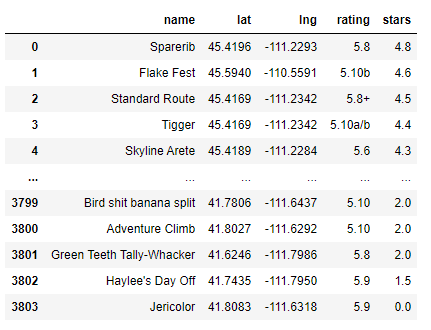 name lat lng rating stars
0 Sparerib 45.4196 -111.2293 5.8 4.8
1 Flake Fest 45.5940 -110.5591 5.10b 4.6
2 Standard Route 45.4169 -111.2342 5.8+ 4.5
3 Tigger 45.4169 -111.2342 5.10a/b 4.4
4 Skyline Arete 45.4189 -111.2284 5.6 4.3
... ... ... ... ... ...
3799 Bird shit banana split 41.7806 -111.6437 5.10 2.0
3800 Adventure Climb 41.8027 -111.6292 5.10 2.0
3801 Green Teeth Tally-Whacker 41.6246 -111.7986 5.8 2.0
3802 Haylee's Day Off 41.7435 -111.7950 5.9 1.5
3803 Jericolor 41.8083 -111.6318 5.9 0.0